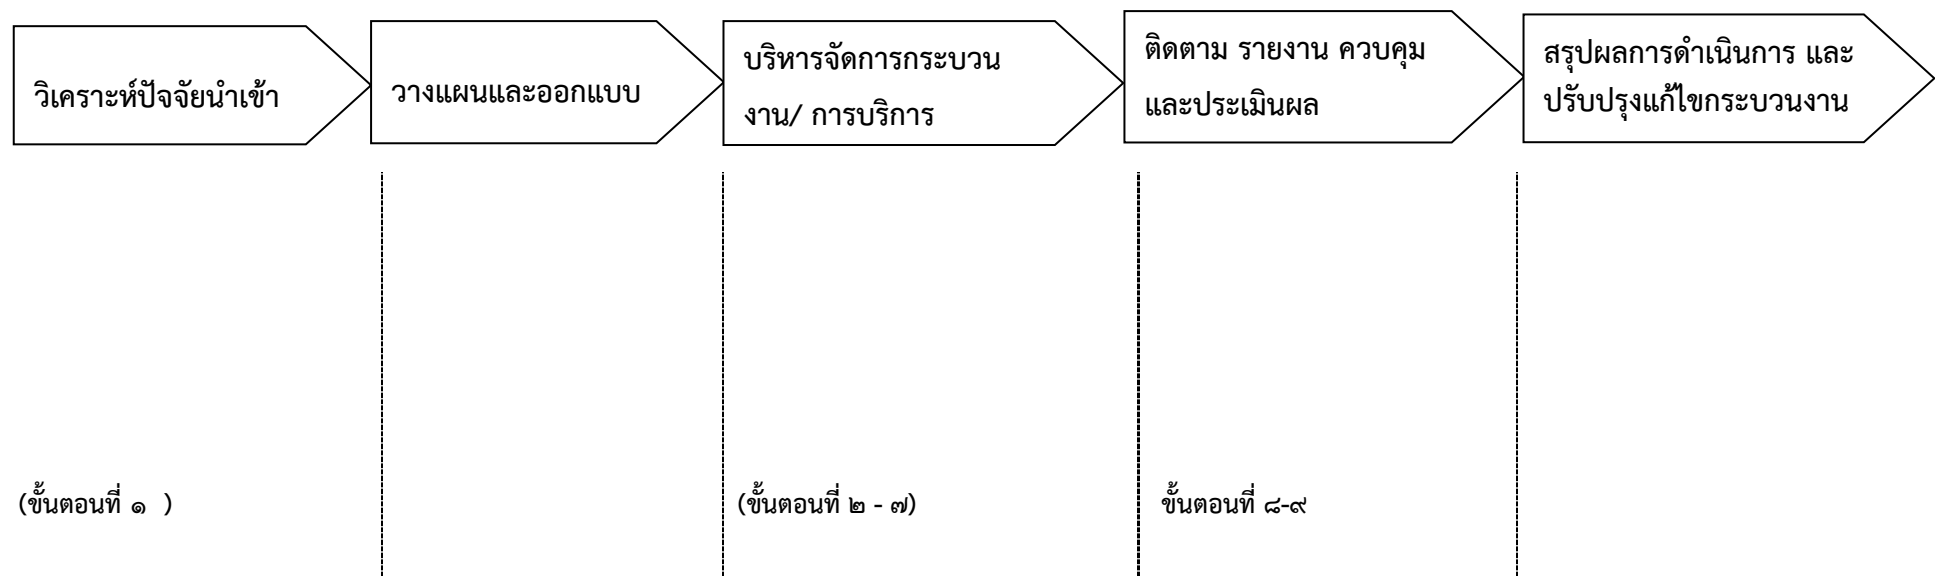 วิเคราะห์ปัจจัยนำเข้า
วางแผนและออกแบบ
บริหารจัดการกระบวน
งาน/ การบริการ
ติดตาม รายงาน ควบคุม
และประเมินผล
สรุปผลการดำเนินการ และ
ปรับปรุงแก้ไขกระบวนงาน
(ขั้นตอนที่ ๑ )
(ขั้นตอนที่ ๒ - ๗)
ขั้นตอนที่ ๘-๙